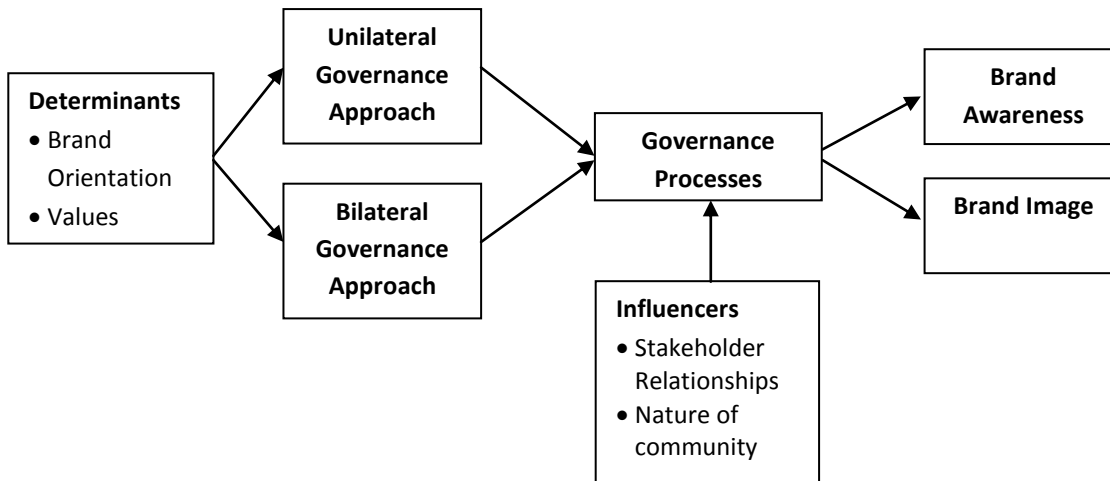 Determinants
• Brand
Orientation
• Values
Unilateral
Governance
Approach
Bilateral
Governance
Approach
Governance
Processes
Influencers
• Stakeholder
Relationships
• Nature of
community
Brand
Awareness
Brand Image